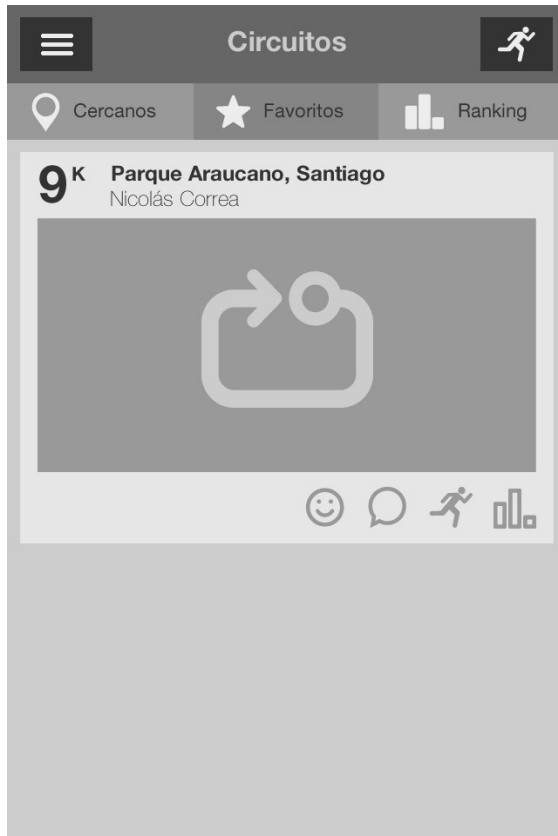 Circuitos
Cercanos Favoritos Ranking
9K Parque Araucano, Santiago
Nicolás Correa